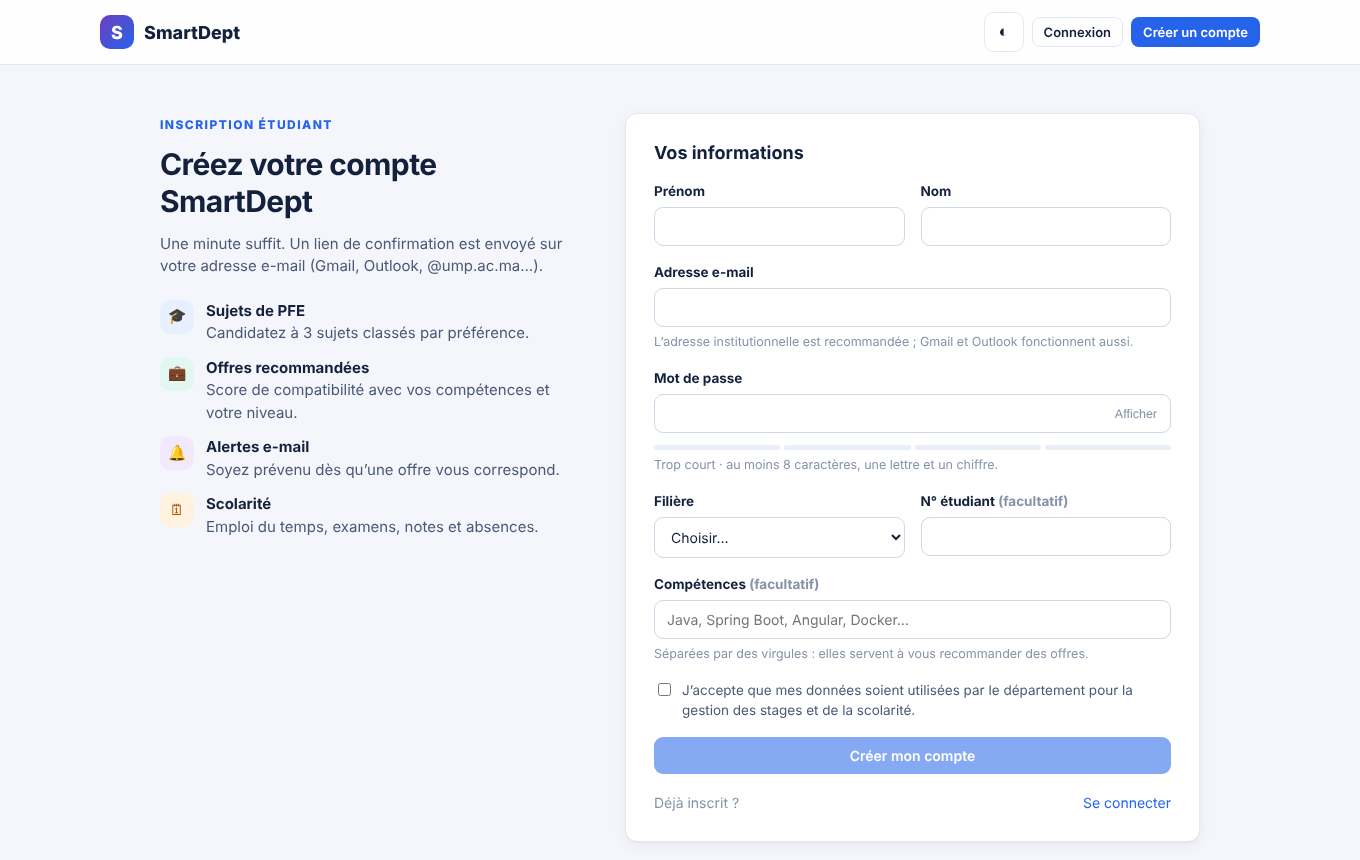 S SmartDept
Connexion
Créer un compte
INSCRIPTION ÉTUDIANT
Créez votre compte
SmartDept
Une minute suffit. Un lien de confirmation est envoyé sur
votre adresse e-mail (Gmail, Outlook, @ump.ac.ma…).
Sujets de PFE
Candidatez à 3 sujets classés par préférence.
Offres recommandées
Score de compatibilité avec vos compétences et
votre niveau.
Alertes e-mail
Soyez prévenu dès qu’une offre vous correspond.
Scolarité
Emploi du temps, examens, notes et absences.
Vos informations
Prénom
Nom
Adresse e-mail
L’adresse institutionnelle est recommandée ; Gmail et Outlook fonctionnent aussi.
Mot de passe
Afficher
Trop court · au moins 8 caractères, une lettre et un chiffre.
Filière
N° étudiant (facultatif)
Choisir…
Compétences (facultatif)
Java, Spring Boot, Angular, Docker…
Séparées par des virgules : elles servent à vous recommander des offres.
J’accepte que mes données soient utilisées par le département pour la
gestion des stages et de la scolarité.
Créer mon compte
Déjà inscrit ?
Se connecter